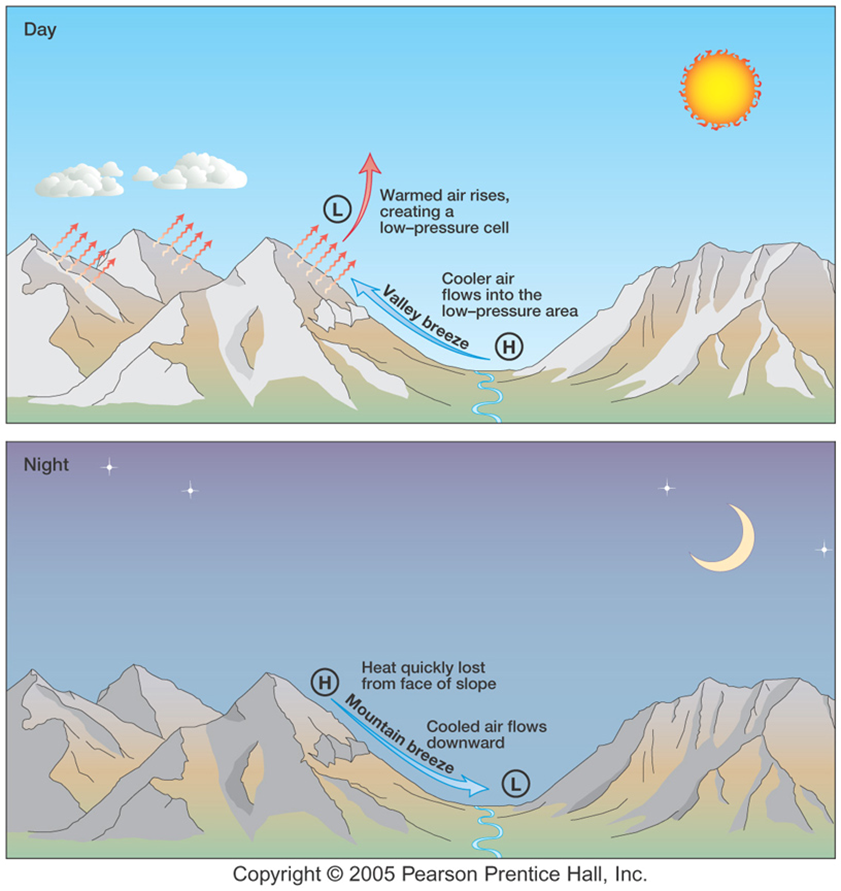 Day
L
Warmed air rises,
creating a
low–pressure cell
Cooler air
flows into the
low–pressure area
Valley breeze
H
Night
H
Heat quickly lost
from face of slope
Mountain breeze
Cooled air flows
downward
L
Copyright © 2005 Pearson Prentice Hall, Inc.